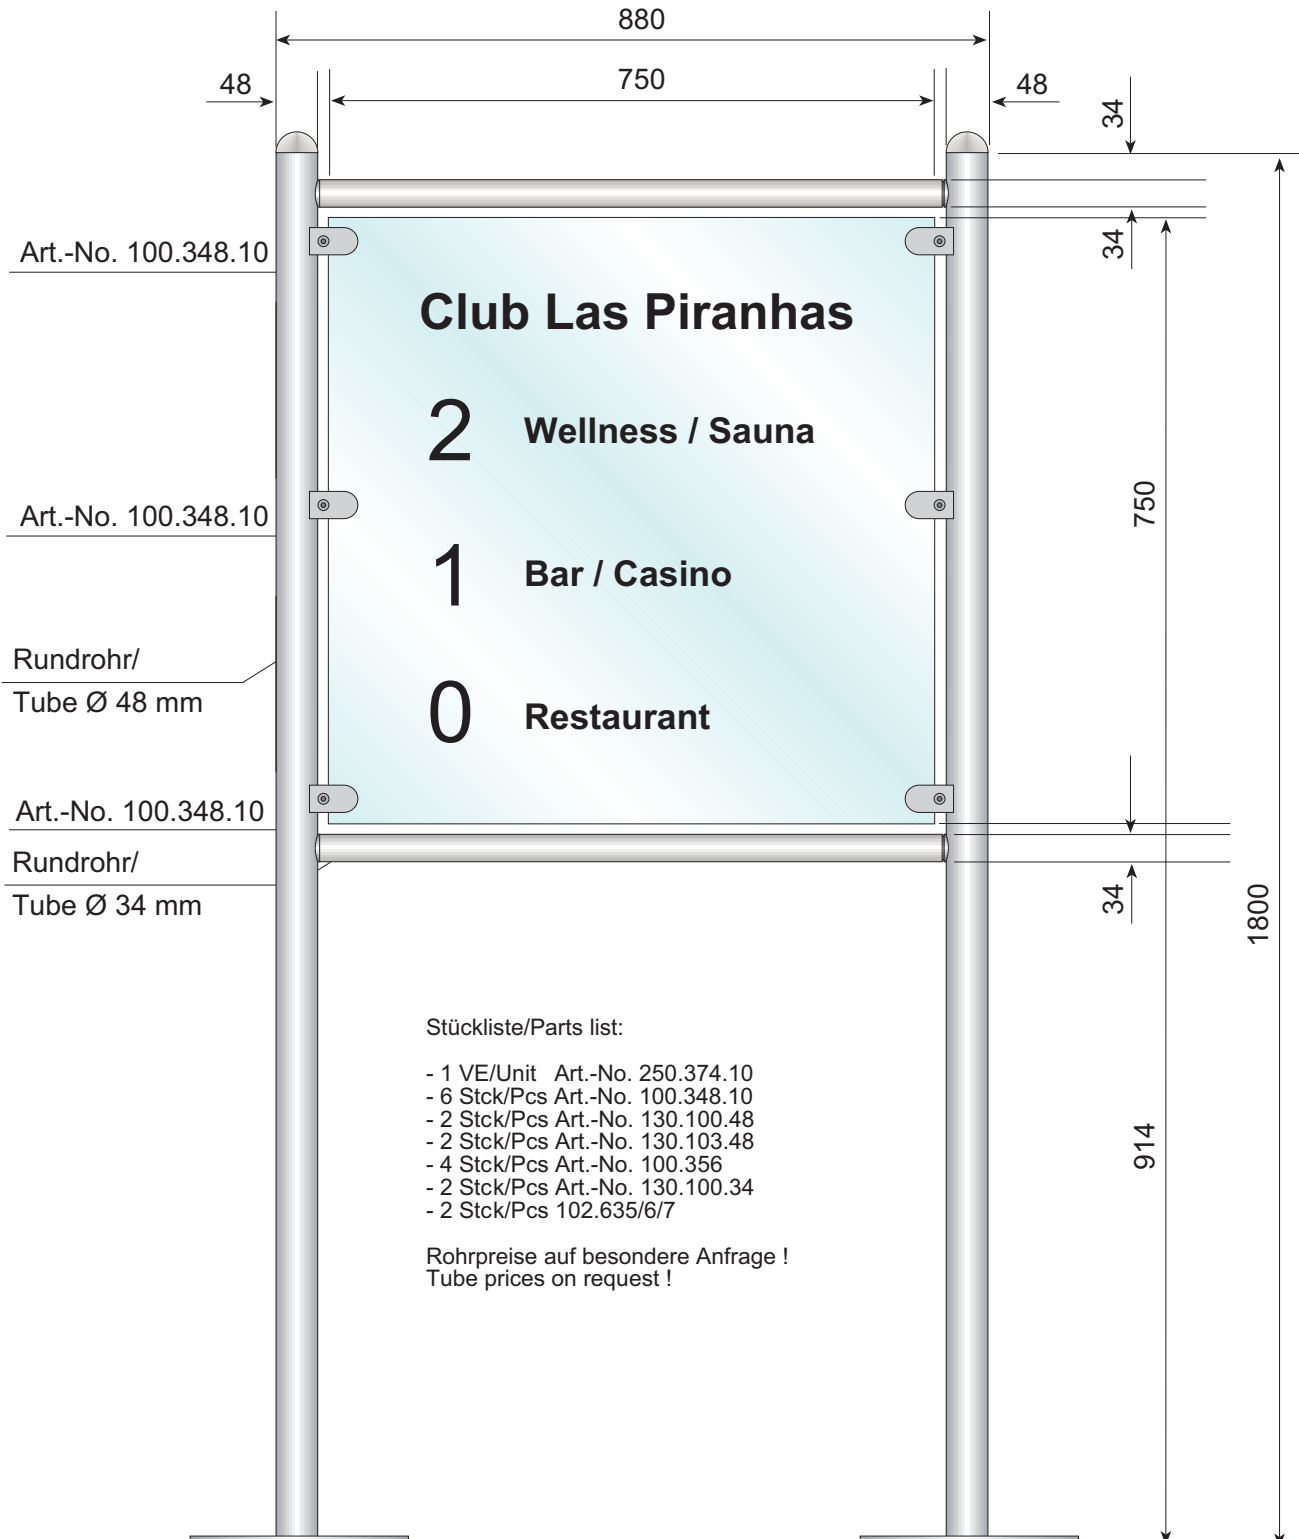 880
750
48
48
34
34
Art.-No. 100.348.10
Club Las Piranhas
2 Wellness / Sauna
750
Art.-No. 100.348.10
1 Bar / Casino
Rundrohr/
Tube Ø 48 mm
0 Restaurant
Art.-No. 100.348.10
Rundrohr/
Tube Ø 34 mm
34
1800
Stückliste/Parts list:
- 1 VE/Unit Art.-No. 250.374.10
- 6 Stck/Pcs Art.-No. 100.348.10
- 2 Stck/Pcs Art.-No. 130.100.48
- 2 Stck/Pcs Art.-No. 130.103.48
- 4 Stck/Pcs Art.-No. 100.356
- 2 Stck/Pcs Art.-No. 130.100.34
- 2 Stck/Pcs 102.635/6/7
914
Rohrpreise auf besondere Anfrage !
Tube prices on request !